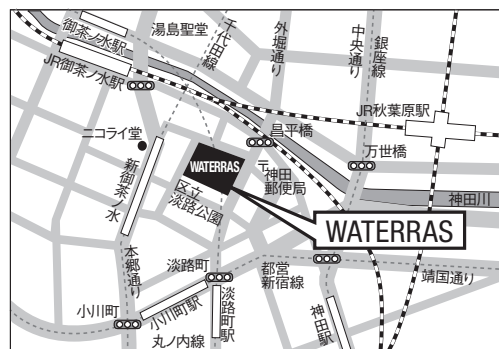 御茶ノ水駅
湯島聖堂
千代田線
外堀通り
中央通り
銀座線
JR御茶ノ水駅
JR秋葉原駅
昌平橋
ニコライ堂
万世橋
WATERRAS
〒神田郵便局
新御茶ノ水
区立淡路公園
神田川
WATERRAS
本郷通り
淡路町
都営新宿線
靖国通り
小川町
小川町駅
淡路町駅
神田駅
丸ノ内線